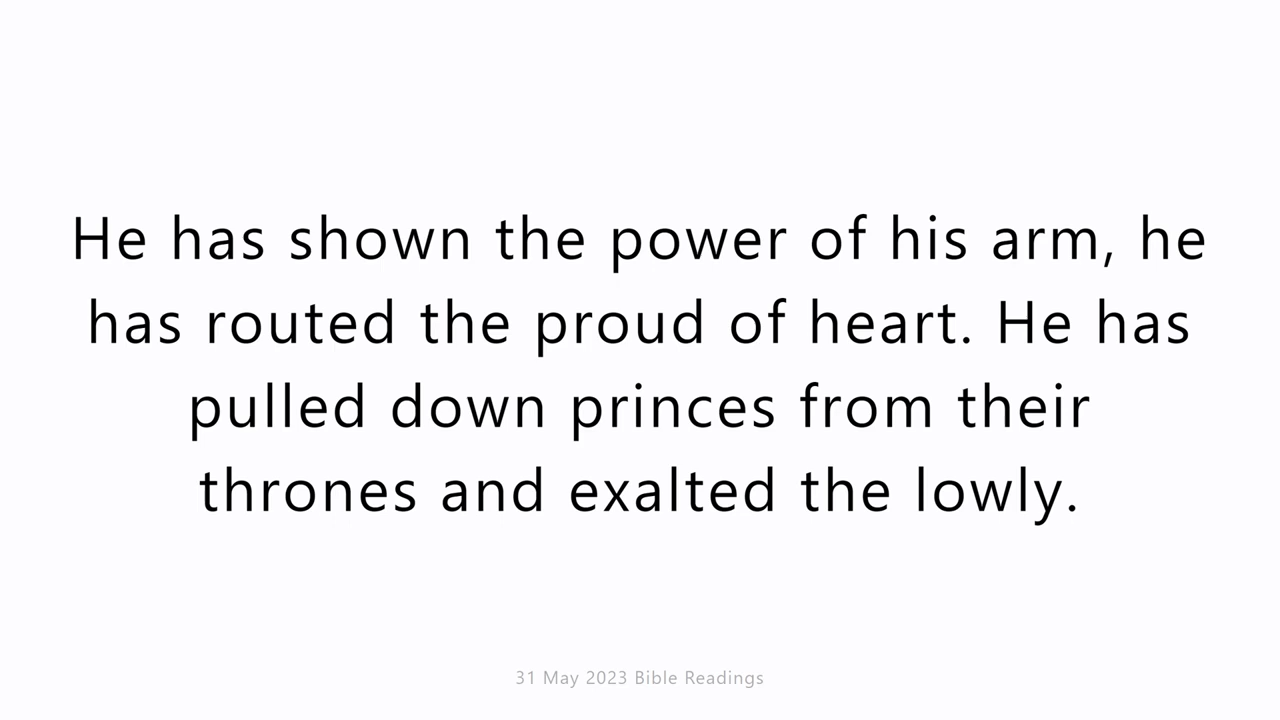 He has shown the power of his arm, he
has routed the proud of heart. He has
pulled down princes from their
thrones and exalted the lowly.
31 May 2023 Bible Readings